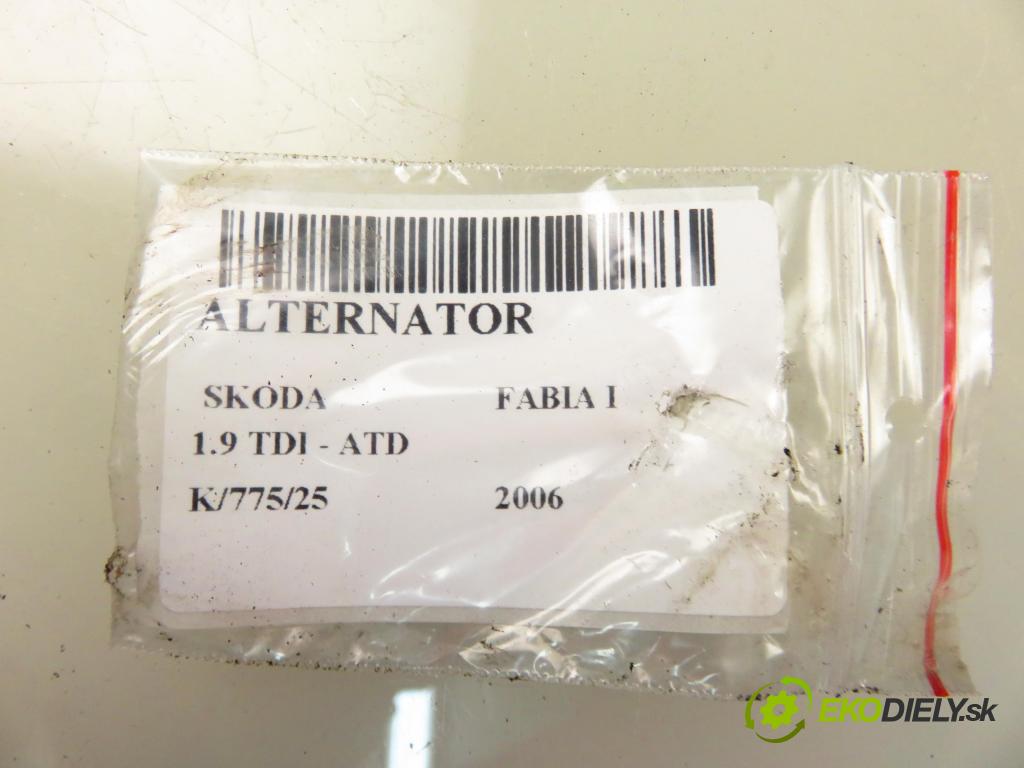 ALTERNATOR
SKODA FABIA I
1.9 TDI - ATD
K/775/25 2006
EKODIELY.sk